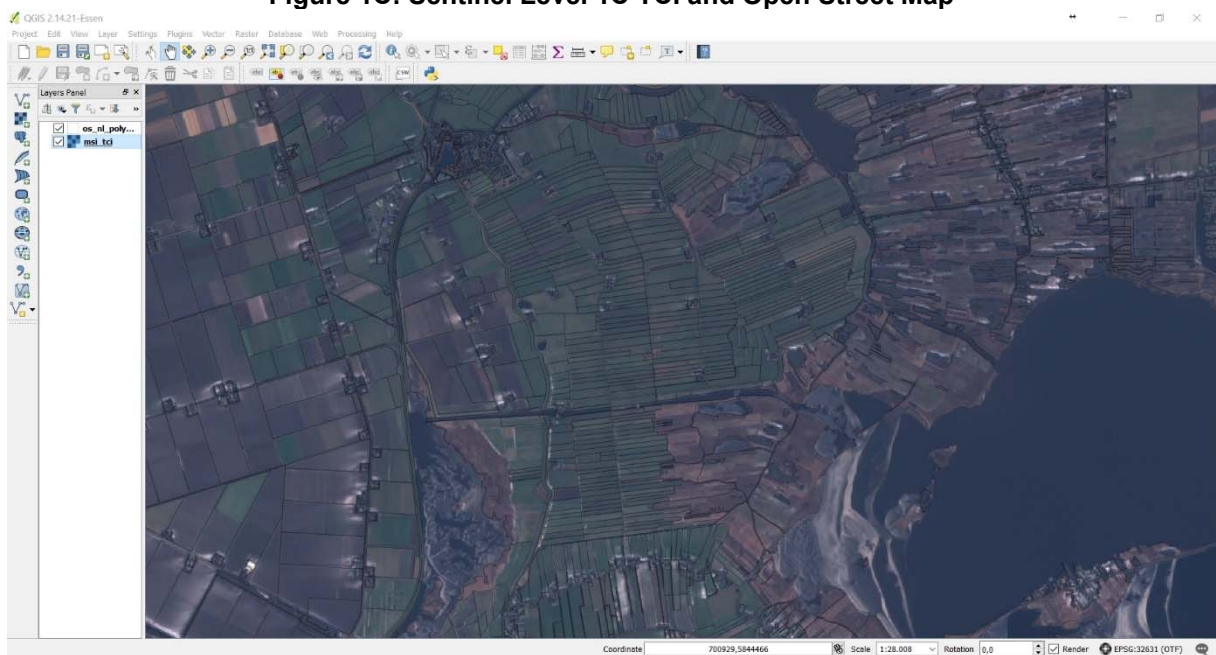 Figure 1C: Sentinel Level 1C TCI and Open Street Map
QGIS 2.14.21-Essen
Project Edit View Layer Settings Plugins Vector Raster Database Web Processing Help
Layers Panel
os_nl_poly...
msi_tci
Coordinate 700929,5844466 Scale 1:28.008 Rotation 0,0 Render EPSG:32631 (OTF)